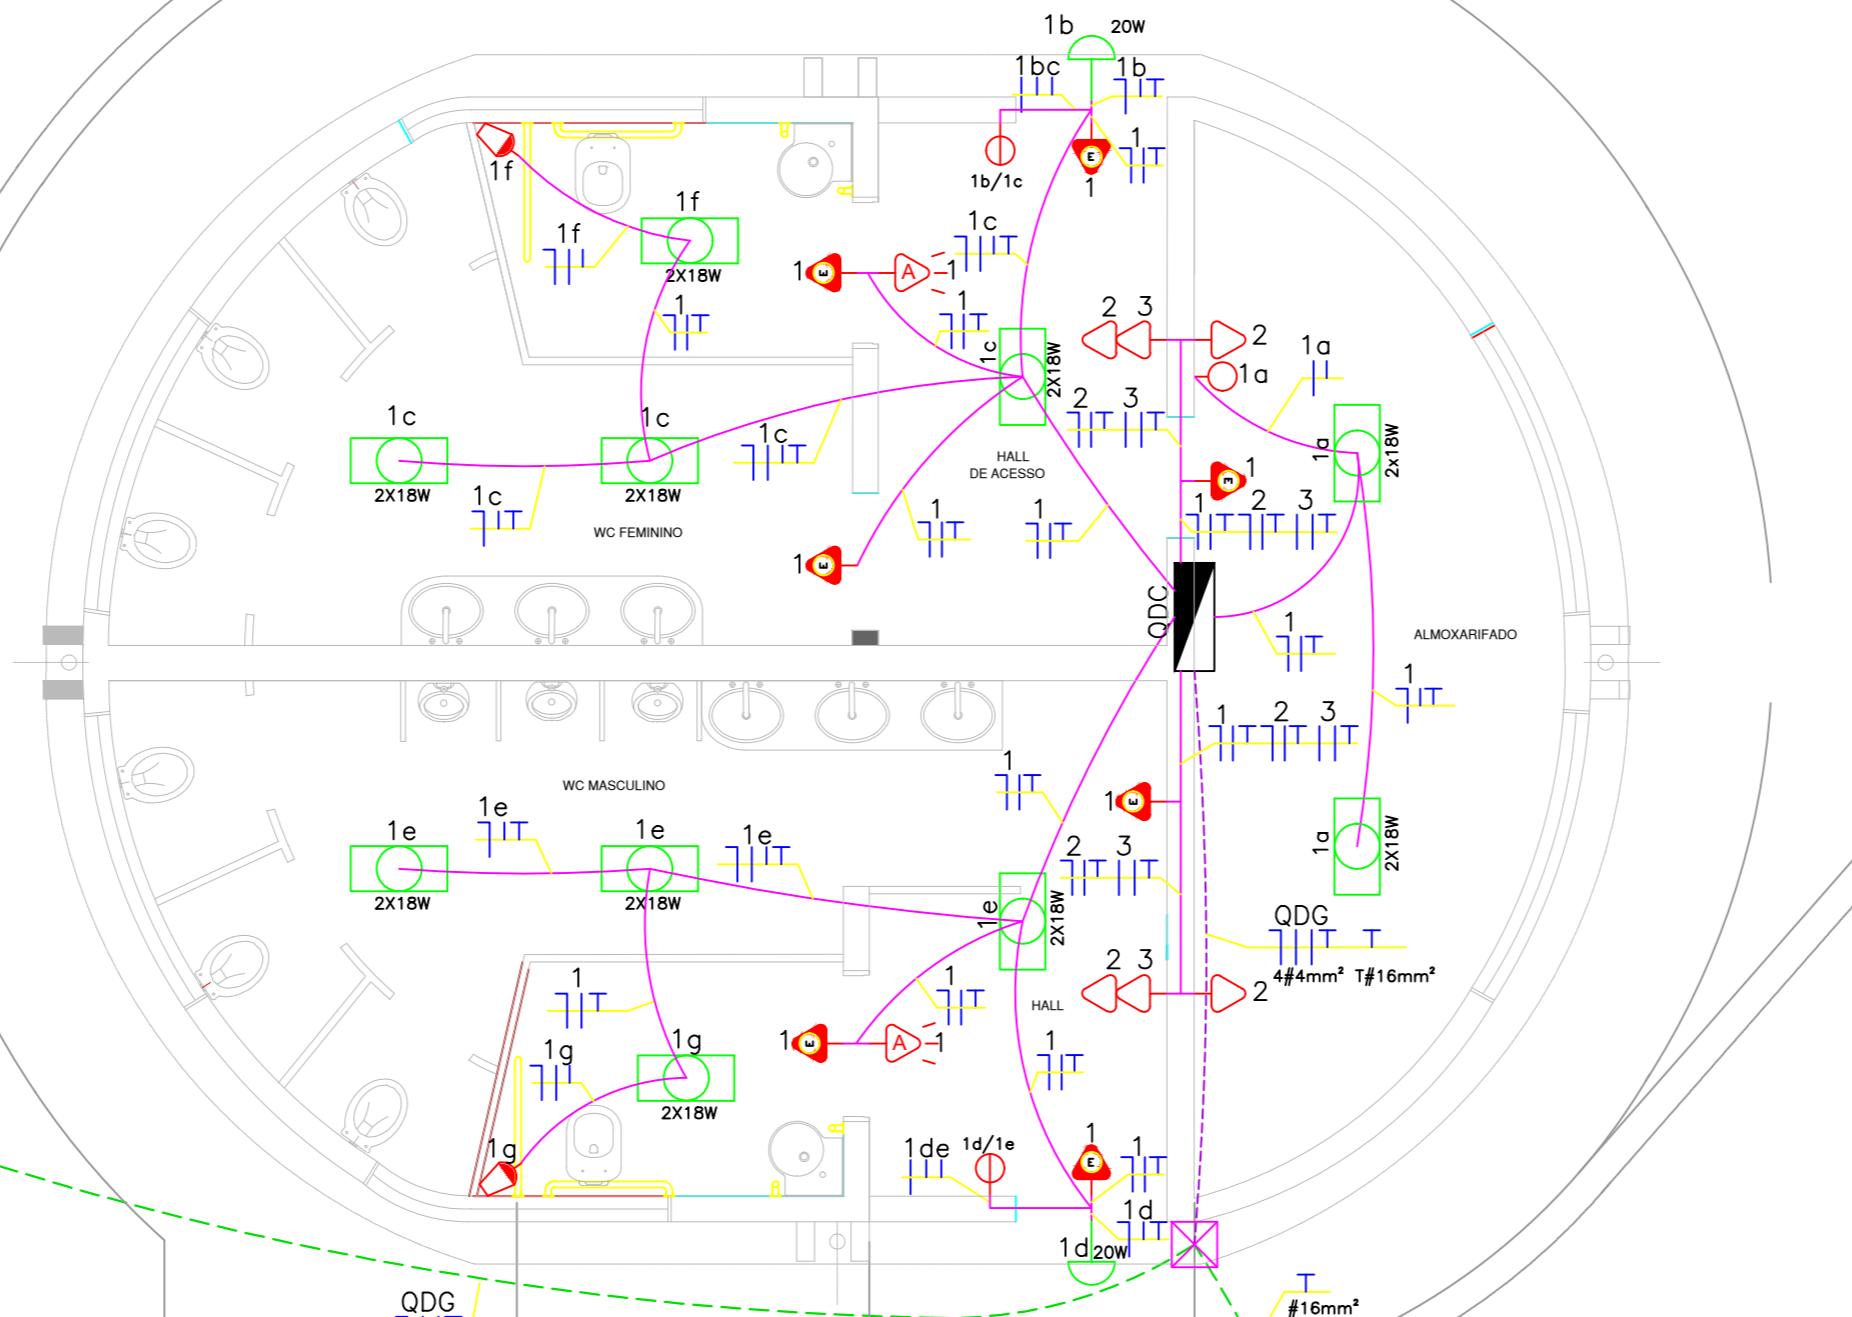 1b 20W
1bc 1b
T
1
T
1b/1c 1
E
1f
1f
1f
2X18W
1c
T
1 E A 1
1
T
1
T
1c
2X18W
2 3 2
1a
1a
2 3
T T
1a
2x18W
1c 1c
2X18W 2X18W
1c
T
1c
T
HALL
DE ACESSO
WC FEMININO
E 1
1 2 3
T T T
1
T
1
T
1 E
QDC
1
T
ALMOXARIFADO
1
T
1 2 3
T T T
1
T
WC MASCULINO
1 E
1e 1e 1e
T T
2X18W 2X18W
2 3
T T
1a
2X18W
1e
2X18W
QDG
T T
4#4mm² T#16mm²
2 3 2
1
T
1
T
HALL
1 E A 1
1g
2X18W
1g
1
T
1g
1de 1d/1e 1
E
1
T
1d
T
1d 20W
QDG
T
#16mm²